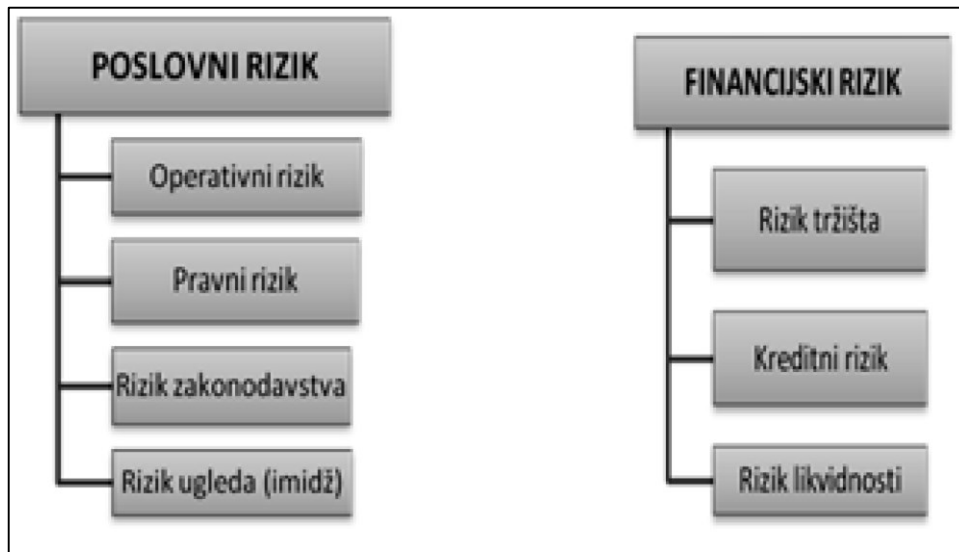 POSLOVNI RIZIK
Operativni rizik
Pravni rizik
Rizik zakonodavstva
Rizik ugleda (imidž)
FINANCIJSKI RIZIK
Rizik tržišta
Kreditni rizik
Rizik likvidnosti